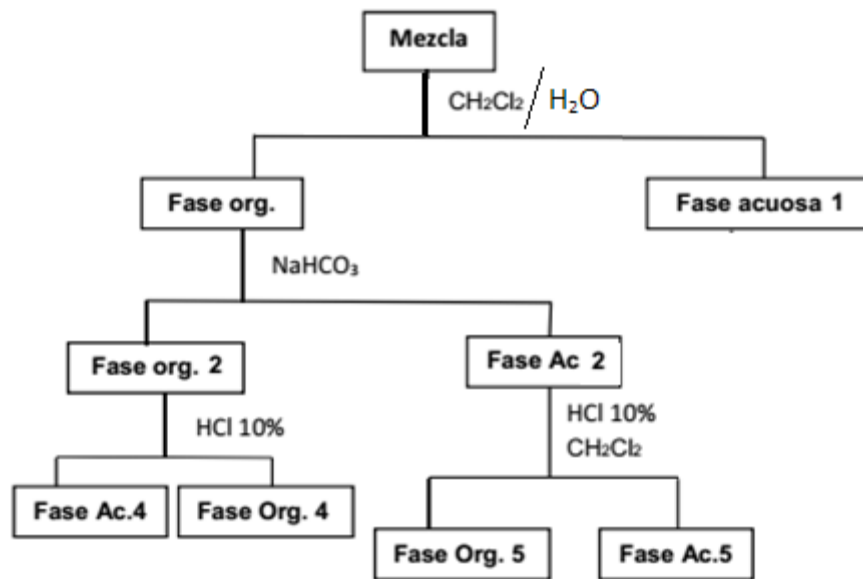 Mezcla
CH₂Cl₂ / H₂O
Fase org.
Fase acuosa 1
NaHCO₃
Fase org. 2
Fase Ac 2
HCl 10%
HCl 10%
CH₂Cl₂
Fase Ac.4
Fase Org. 4
Fase Org. 5
Fase Ac.5